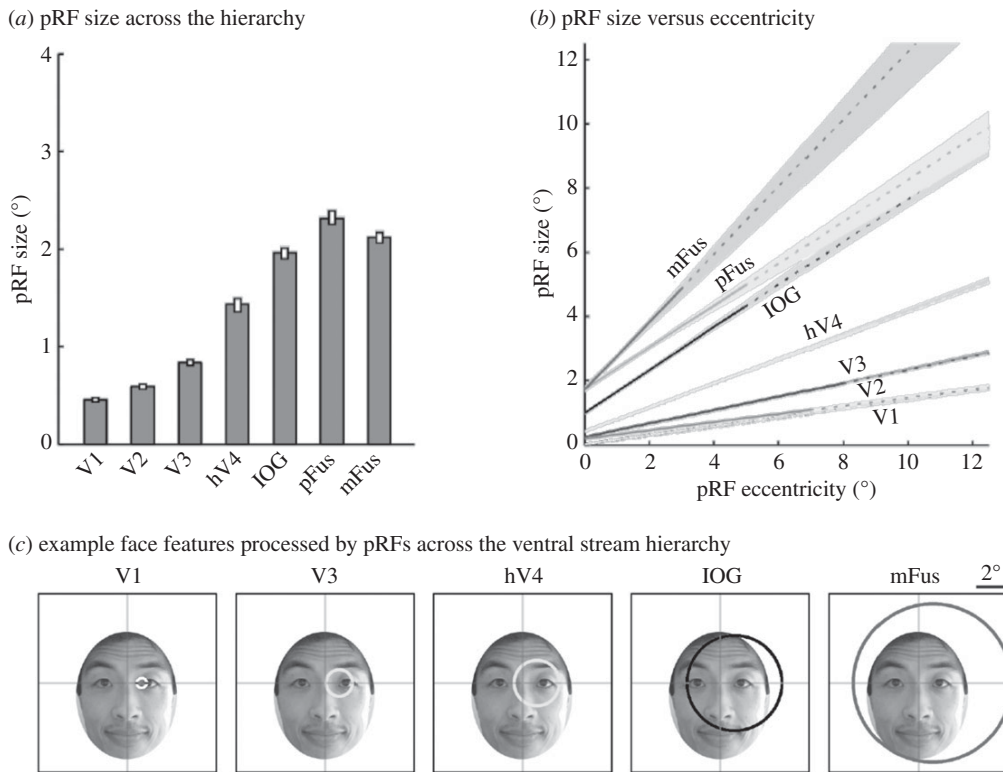 (a) pRF size across the hierarchy
4
3
2
1
0
pRF size (°)
V1 V2 V3 hV4 IOG pFus mFus
(b) pRF size versus eccentricity
12
10
8
6
4
2
0
pRF size (°)
mFus
pFus
IOG
hV4
V3
V2
V1
0 2 4 6 8 10 12
pRF eccentricity (°)
(c) example face features processed by pRFs across the ventral stream hierarchy
V1 V3 hV4 IOG mFus 2°